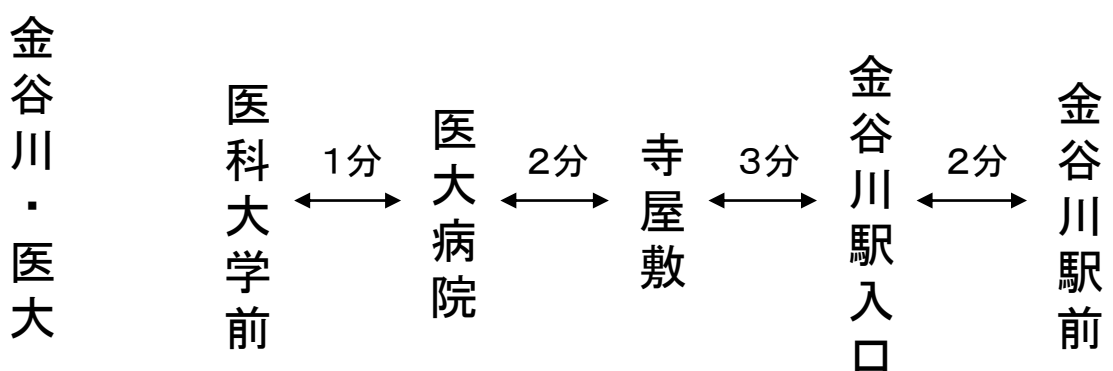 金谷川・医大
医科大学前
1分
医大病院
2分
寺屋敷
3分
金谷川駅入口
2分
金谷川駅前